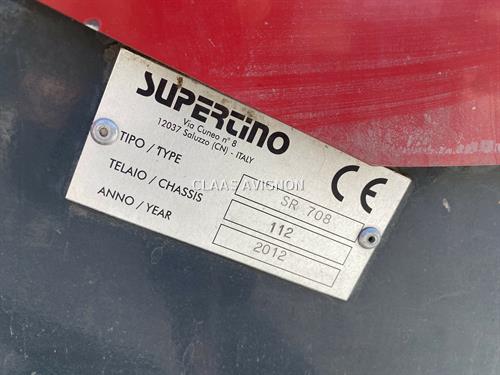 SUPERTINO
Via Cuneo n° 8
12037 Saluzzo (CN) - ITALY
TIPO / TYPE SR 708
TELAIO / CHASSIS 112
ANNO / YEAR 2012
CE
CLAAS AVIGNON